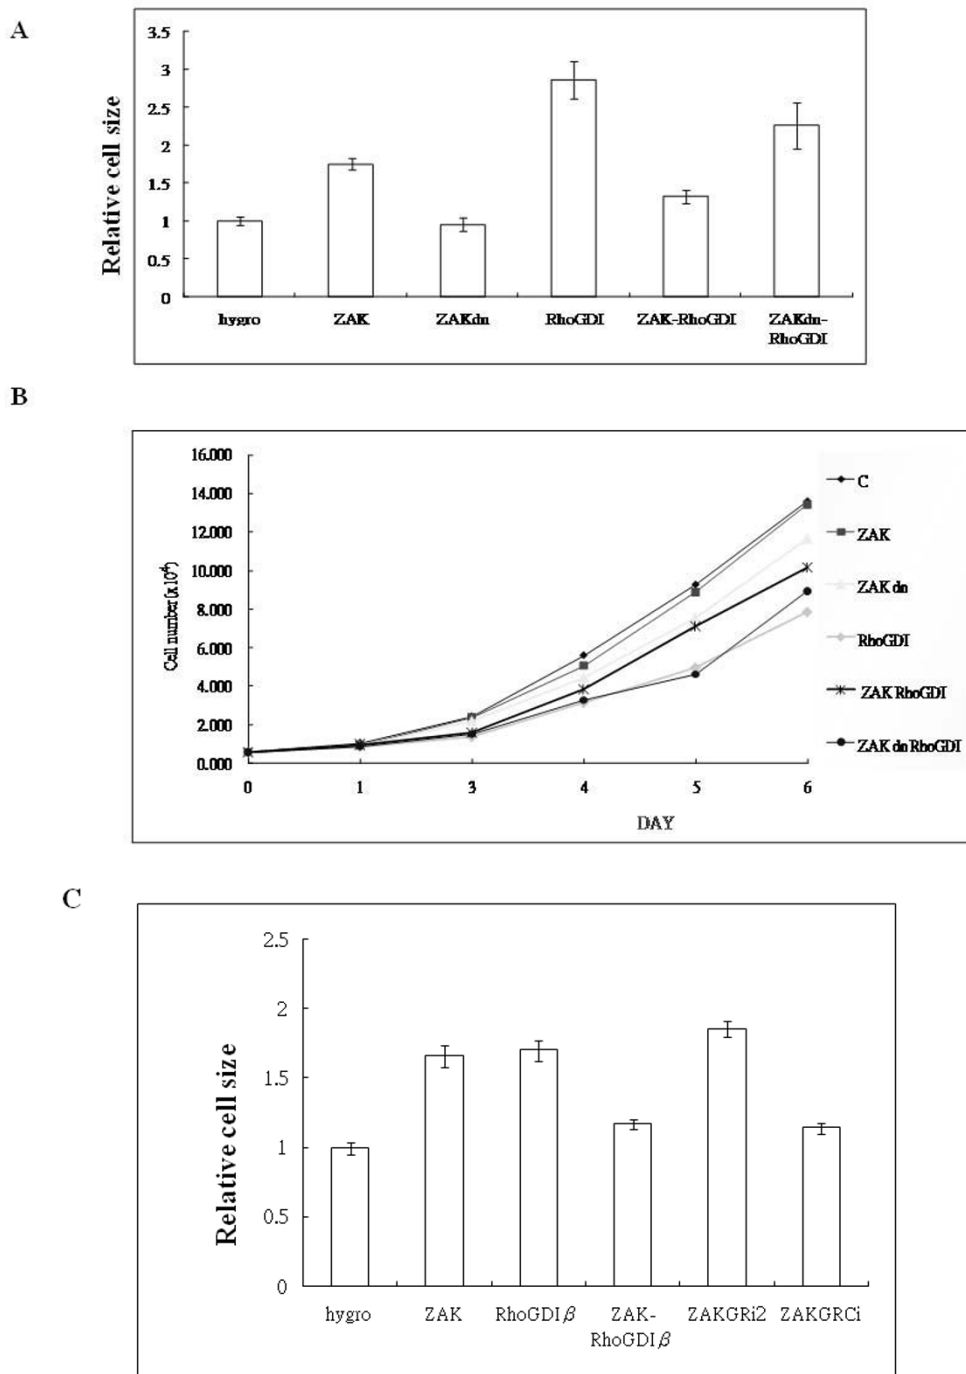 A
3.5
3
2.5
2
1.5
1
0.5
0
Relative cell size
hygro ZAK ZAKdn RhoGDI ZAK-RhoGDI ZAKdn-
RhoGDI
B
16.000
14.000
12.000
10.000
8.000
6.000
4.000
2.000
0.000
Cell number(x10⁴)
0 1 3 4 5 6
DAY
C
ZAK
ZAK dn
RhoGDI
ZAK RhoGDI
ZAK dn RhoGDI
C
2.5
2
1.5
1
0.5
0
Relative cell size
hygro ZAK RhoGDIβ ZAK- ZAKGRi2 ZAKGRCi
RhoGDIβ